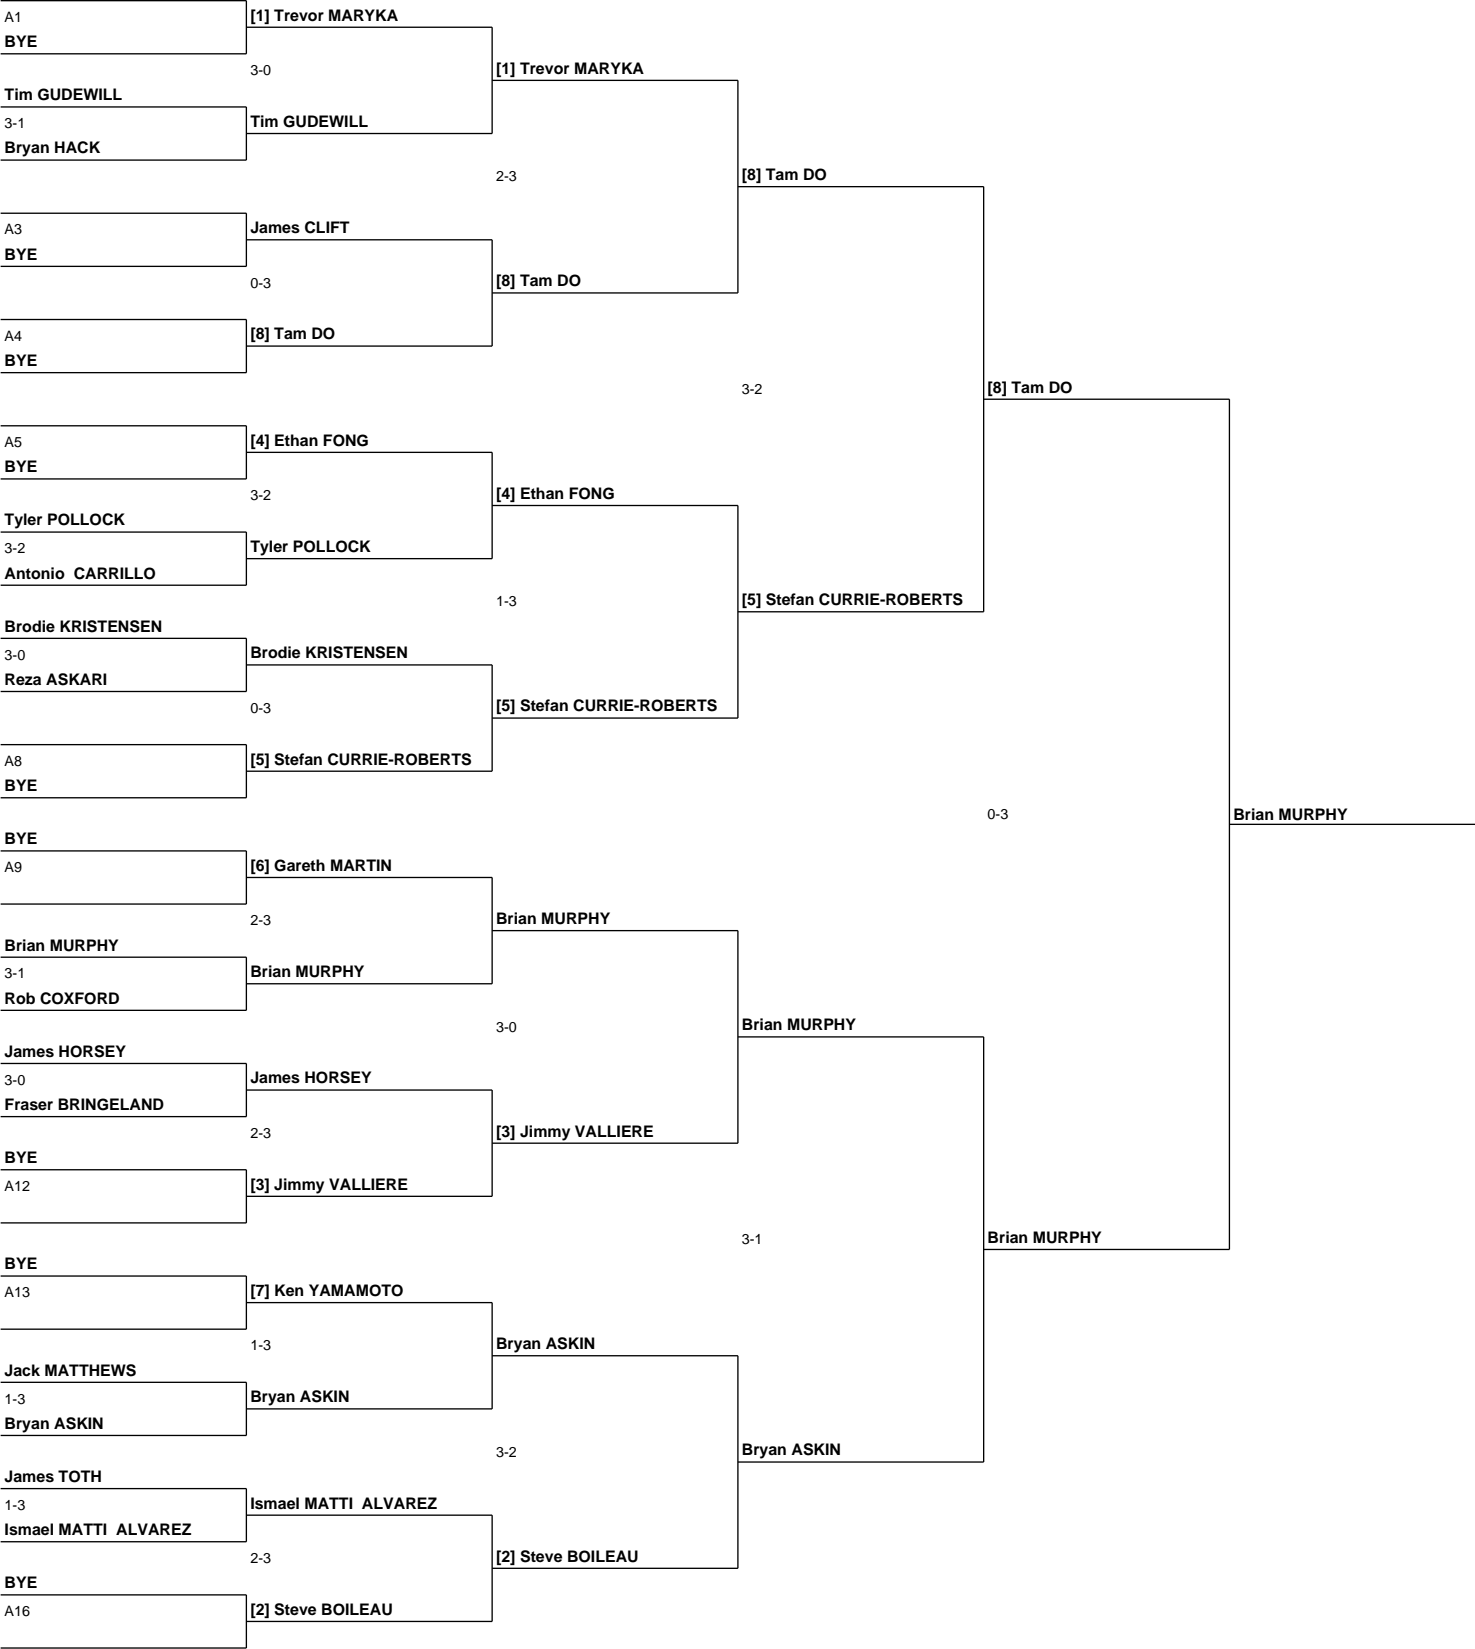 A1
BYE
[1] Trevor MARYKA
3-0
Tim GUDEWILL
3-1
Bryan HACK
Tim GUDEWILL
[1] Trevor MARYKA
2-3
A3
BYE
James CLIFT
0-3
A4
BYE
[8] Tam DO
[8] Tam DO
[8] Tam DO
3-2
A5
BYE
[4] Ethan FONG
3-2
Tyler POLLOCK
3-2
Antonio  CARRILLO
Tyler POLLOCK
[4] Ethan FONG
1-3
Brodie KRISTENSEN
3-0
Reza ASKARI
Brodie KRISTENSEN
0-3
A8
BYE
[5] Stefan CURRIE-ROBERTS
[5] Stefan CURRIE-ROBERTS
[5] Stefan CURRIE-ROBERTS
[8] Tam DO
0-3
Brian MURPHY
BYE
A9
[6] Gareth MARTIN
2-3
Brian MURPHY
3-1
Rob COXFORD
Brian MURPHY
Brian MURPHY
3-0
James HORSEY
3-0
Fraser BRINGELAND
James HORSEY
2-3
BYE
A12
[3] Jimmy VALLIERE
[3] Jimmy VALLIERE
Brian MURPHY
3-1
BYE
A13
[7] Ken YAMAMOTO
1-3
Jack MATTHEWS
1-3
Bryan ASKIN
Bryan ASKIN
Bryan ASKIN
3-2
James TOTH
1-3
Ismael MATTI  ALVAREZ
Ismael MATTI  ALVAREZ
2-3
BYE
A16
[2] Steve BOILEAU
[2] Steve BOILEAU
Bryan ASKIN
Brian MURPHY